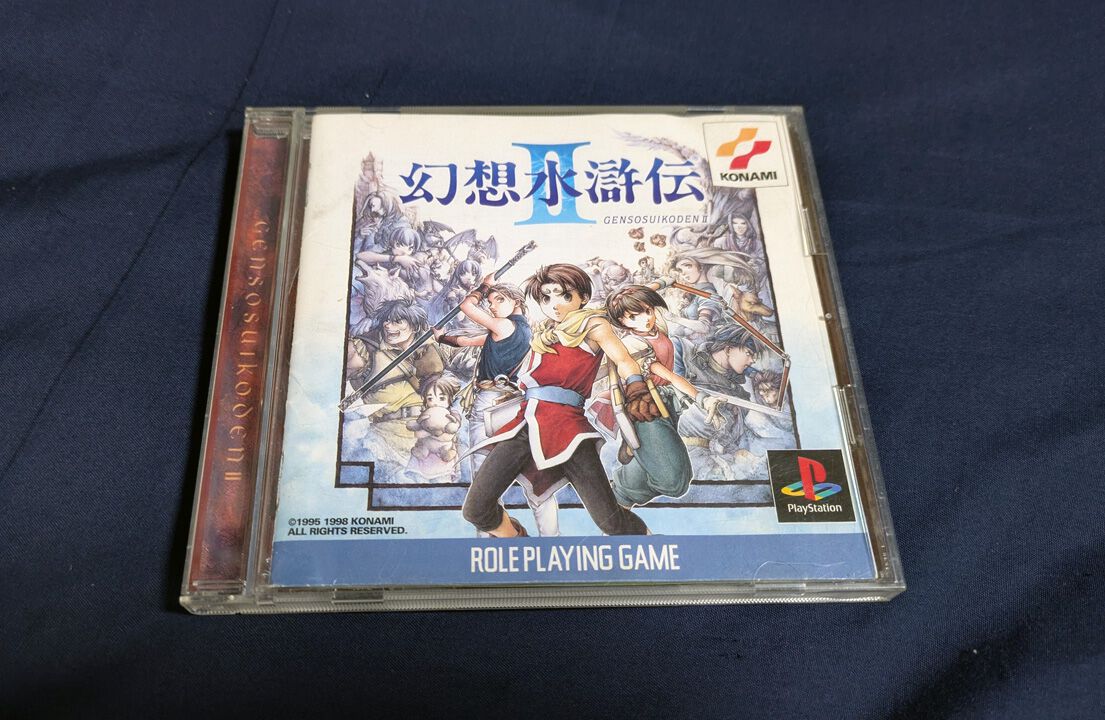 幻想水滸伝
II
GENSOSUIKODEN II
KONAMI
GENSOSUIKODEN II
©1995 1998 KONAMI
ALL RIGHTS RESERVED.
PlayStation
ROLE PLAYING GAME